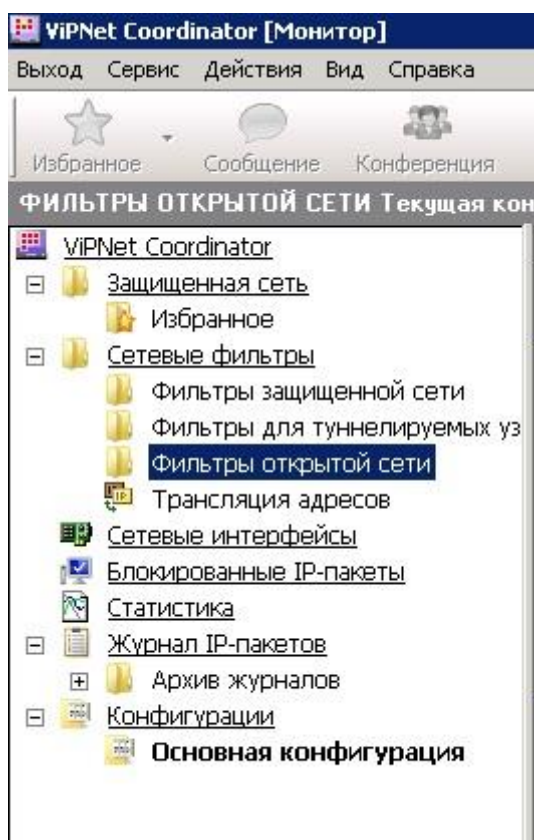 ViPNet Coordinator [Монитор]
Выход Сервис Действия Вид Справка
Избранное Сообщение Конференция
ФИЛЬТРЫ ОТКРЫТОЙ СЕТИ Текущая кон
ViPNet Coordinator
Защищенная сеть
Избранное
Сетевые фильтры
Фильтры защищенной сети
Фильтры для туннелируемых уз
Фильтры открытой сети
Трансляция адресов
Сетевые интерфейсы
Блокированные IP-пакеты
Статистика
Журнал IP-пакетов
Архив журналов
Конфигурации
Основная конфигурация